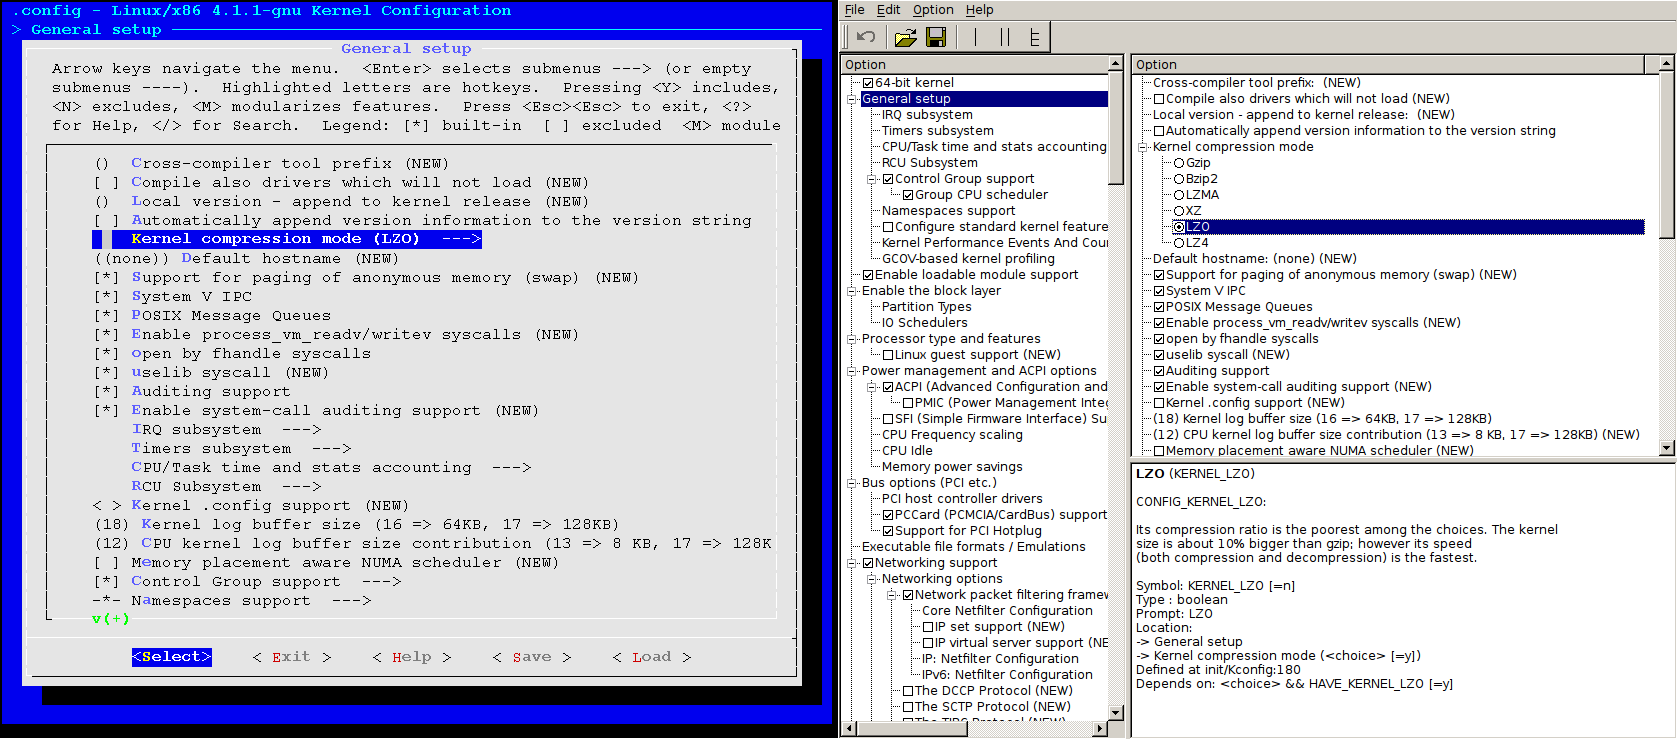 .config - Linux/x86 4.1.1-gnu Kernel Configuration
> General setup
General setup
Arrow keys navigate the menu.  <Enter> selects submenus ---> (or empty
submenus ----).  Highlighted letters are hotkeys.  Pressing <Y> includes,
<N> excludes, <M> modularizes features.  Press <Esc><Esc> to exit, <?>
for Help, </> for Search.  Legend: [*] built-in  [ ] excluded  <M> module
()  Cross-compiler tool prefix (NEW)
[ ] Compile also drivers which will not load (NEW)
()  Local version - append to kernel release (NEW)
[ ] Automatically append version information to the version string
Kernel compression mode (LZO)  --->
((none)) Default hostname (NEW)
[*] Support for paging of anonymous memory (swap) (NEW)
[*] System V IPC
[*] POSIX Message Queues
[*] Enable process_vm_readv/writev syscalls (NEW)
[*] open by fhandle syscalls
[*] uselib syscall (NEW)
[*] Auditing support
[*] Enable system-call auditing support (NEW)
IRQ subsystem  --->
Timers subsystem  --->
CPU/Task time and stats accounting  --->
RCU Subsystem  --->
< > Kernel .config support (NEW)
(18) Kernel log buffer size (16 => 64KB, 17 => 128KB)
(12) CPU kernel log buffer size contribution (13 => 8 KB, 17 => 128K
[ ] Memory placement aware NUMA scheduler (NEW)
[*] Control Group support  --->
-*- Namespaces support  --->
v(+)
<Select>    < Exit >    < Help >    < Save >    < Load >
File Edit Option Help
Option
64-bit kernel
General setup
IRQ subsystem
Timers subsystem
CPU/Task time and stats accounting
RCU Subsystem
Control Group support
Group CPU scheduler
Namespaces support
Configure standard kernel feature
Kernel Performance Events And Cou
GCOV-based kernel profiling
Enable loadable module support
Enable the block layer
Partition Types
IO Schedulers
Processor type and features
Linux guest support (NEW)
Power management and ACPI options
ACPI (Advanced Configuration and
PMIC (Power Management Inte
SFI (Simple Firmware Interface) Su
CPU Frequency scaling
CPU Idle
Memory power savings
Bus options (PCI etc.)
PCI host controller drivers
PCCard (PCMCIA/CardBus) support
Support for PCI Hotplug
Executable file formats / Emulations
Networking support
Networking options
Network packet filtering framew
Core Netfilter Configuration
IP set support (NEW)
IP virtual server support (NE
IP: Netfilter Configuration
IPv6: Netfilter Configuration
The DCCP Protocol (NEW)
The SCTP Protocol (NEW)
The TIPC Protocol (NEW)
Option
Cross-compiler tool prefix:  (NEW)
Compile also drivers which will not load (NEW)
Local version - append to kernel release:  (NEW)
Automatically append version information to the version string
Kernel compression mode
Gzip
Bzip2
LZMA
XZ
LZO
LZ4
Default hostname: (none) (NEW)
Support for paging of anonymous memory (swap) (NEW)
System V IPC
POSIX Message Queues
Enable process_vm_readv/writev syscalls (NEW)
open by fhandle syscalls
uselib syscall (NEW)
Auditing support
Enable system-call auditing support (NEW)
Kernel .config support (NEW)
(18) Kernel log buffer size (16 => 64KB, 17 => 128KB)
(12) CPU kernel log buffer size contribution (13 => 8 KB, 17 => 128KB) (NEW)
Memory placement aware NUMA scheduler (NEW)
LZO (KERNEL_LZO)
CONFIG_KERNEL_LZO:
Its compression ratio is the poorest among the choices. The kernel
size is about 10% bigger than gzip; however its speed
(both compression and decompression) is the fastest.
Symbol: KERNEL_LZO [=n]
Type : boolean
Prompt: LZO
Location:
-> General setup
-> Kernel compression mode (<choice> [=y])
Defined at init/Kconfig:180
Depends on: <choice> && HAVE_KERNEL_LZO [=y]